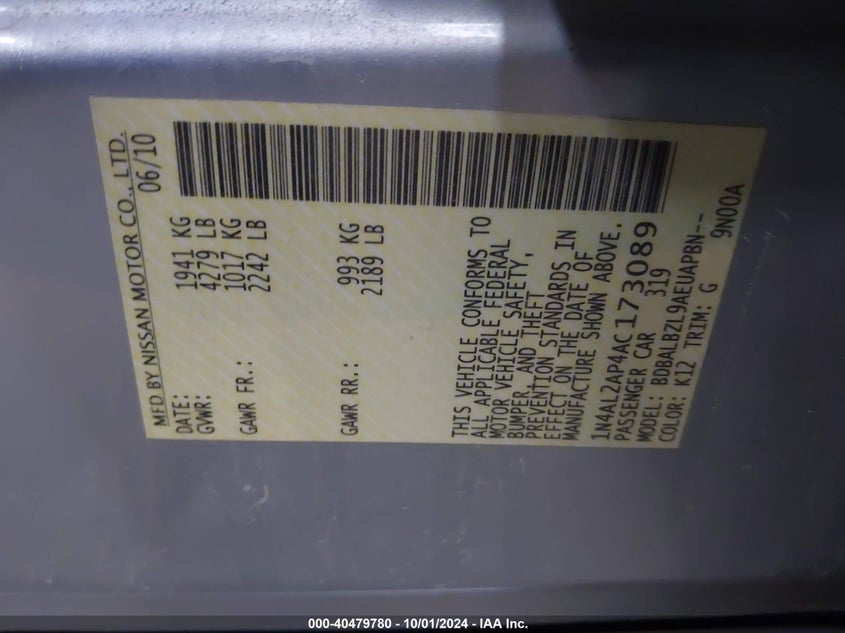 MFD BY NISSAN MOTOR CO., LTD.
DATE: 06/10
GVWR: 1941 KG
4279 LB
GAWR FR.: 1017 KG
2242 LB
GAWR RR.: 993 KG
2189 LB
THIS VEHICLE CONFORMS TO
ALL APPLICABLE FEDERAL
MOTOR VEHICLE SAFETY,
BUMPER, AND THEFT
PREVENTION STANDARDS IN
EFFECT ON THE DATE OF
MANUFACTURE SHOWN ABOVE.
1N4AL2AP4AC173089
PASSENGER CAR 319
MODEL: BDBALBZL9AEUAPBN--
COLOR: K12 TRIM: G 9N00A
000-40479780 - 10/01/2024 - IAA Inc.